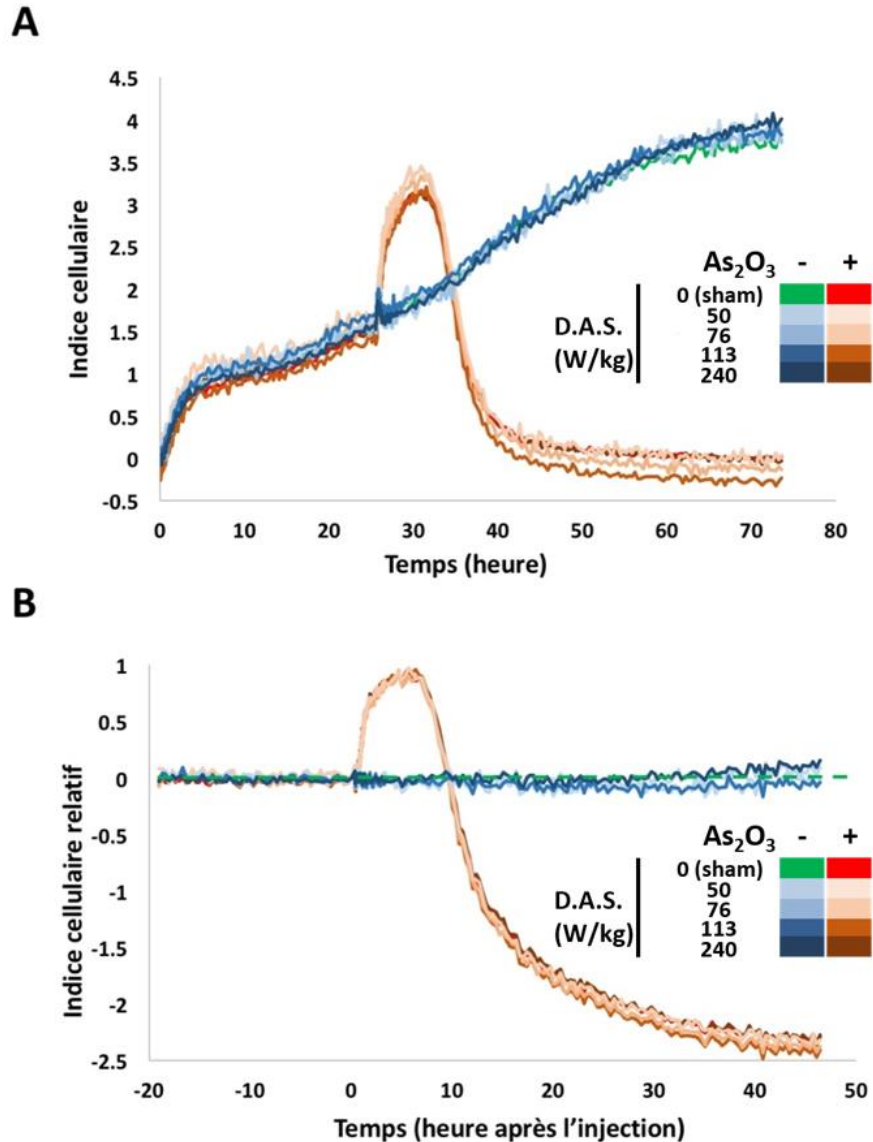 A
4.5
4
3.5
3
2.5
2
1.5
1
0.5
0
-0.5
Indice cellulaire
0 10 20 30 40 50 60 70 80
Temps (heure)
As2O3 - +
0 (sham)
50
76
113
240
D.A.S.
(W/kg)
B
1
0.5
0
-0.5
-1
-1.5
-2
-2.5
Indice cellulaire relatif
-20 -10 0 10 20 30 40 50
Temps (heure après l'injection)
As2O3 - +
0 (sham)
50
76
113
240
D.A.S.
(W/kg)